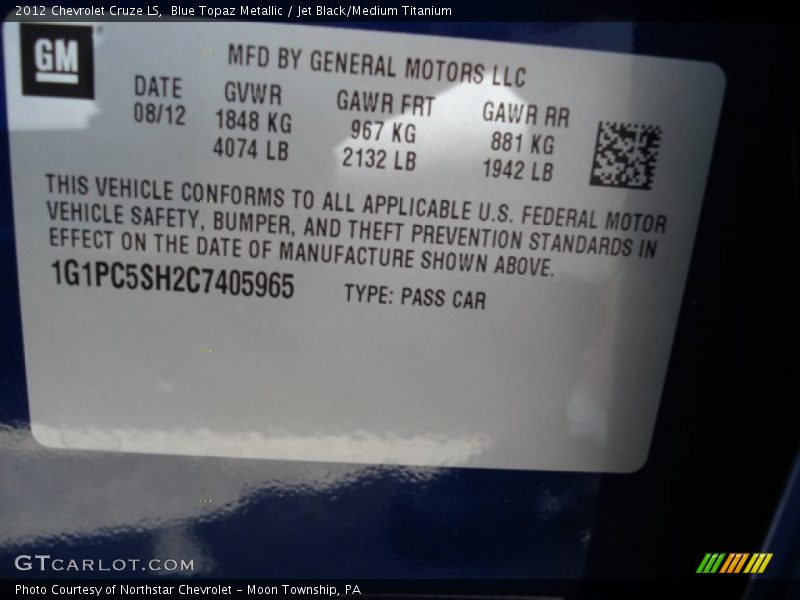 2012 Chevrolet Cruze LS,  Blue Topaz Metallic / Jet Black/Medium Titanium
GM
MFD BY GENERAL MOTORS LLC
DATE GVWR GAWR FRT GAWR RR
08/12 1848 KG 967 KG 881 KG
4074 LB 2132 LB 1942 LB
THIS VEHICLE CONFORMS TO ALL APPLICABLE U.S. FEDERAL MOTOR
VEHICLE SAFETY, BUMPER, AND THEFT PREVENTION STANDARDS IN
EFFECT ON THE DATE OF MANUFACTURE SHOWN ABOVE.
1G1PC5SH2C7405965 TYPE: PASS CAR
GTCARLOT.COM
Photo Courtesy of Northstar Chevrolet - Moon Township, PA